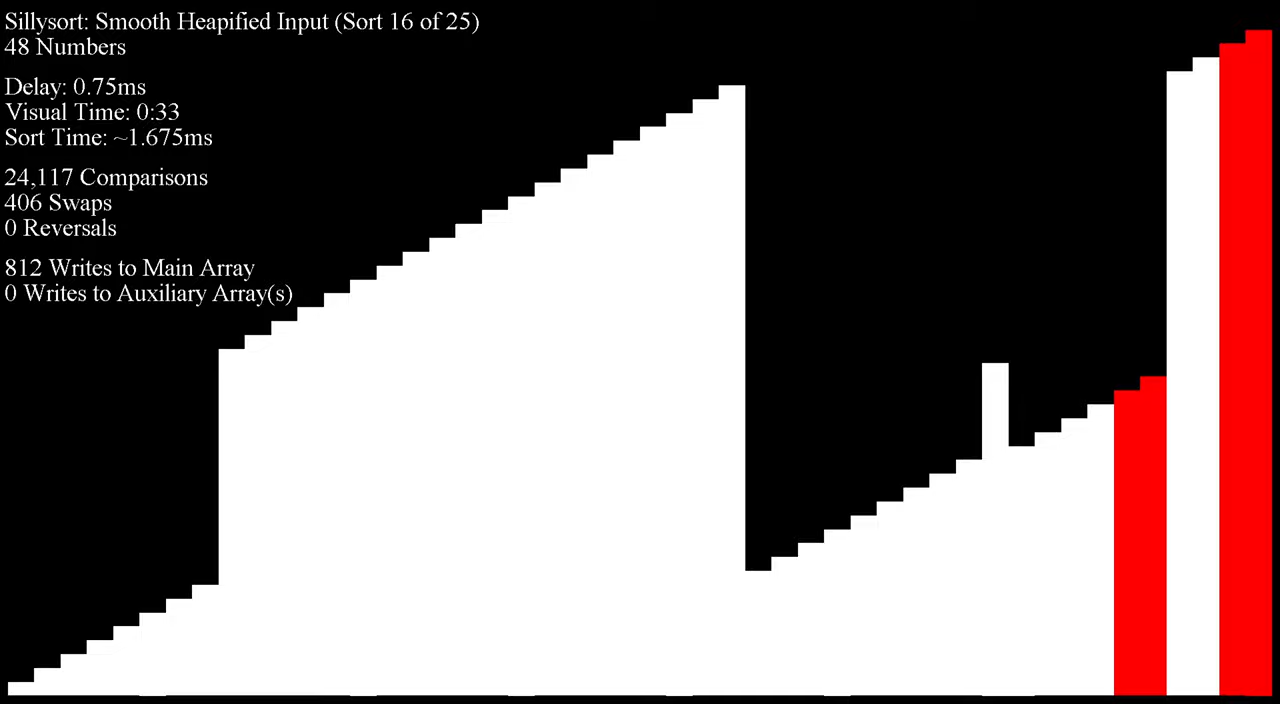 Sillysort: Smooth Heapified Input (Sort 16 of 25)
48 Numbers
Delay: 0.75ms
Visual Time: 0:33
Sort Time: ~1.675ms
24,117 Comparisons
406 Swaps
0 Reversals
812 Writes to Main Array
0 Writes to Auxiliary Array(s)